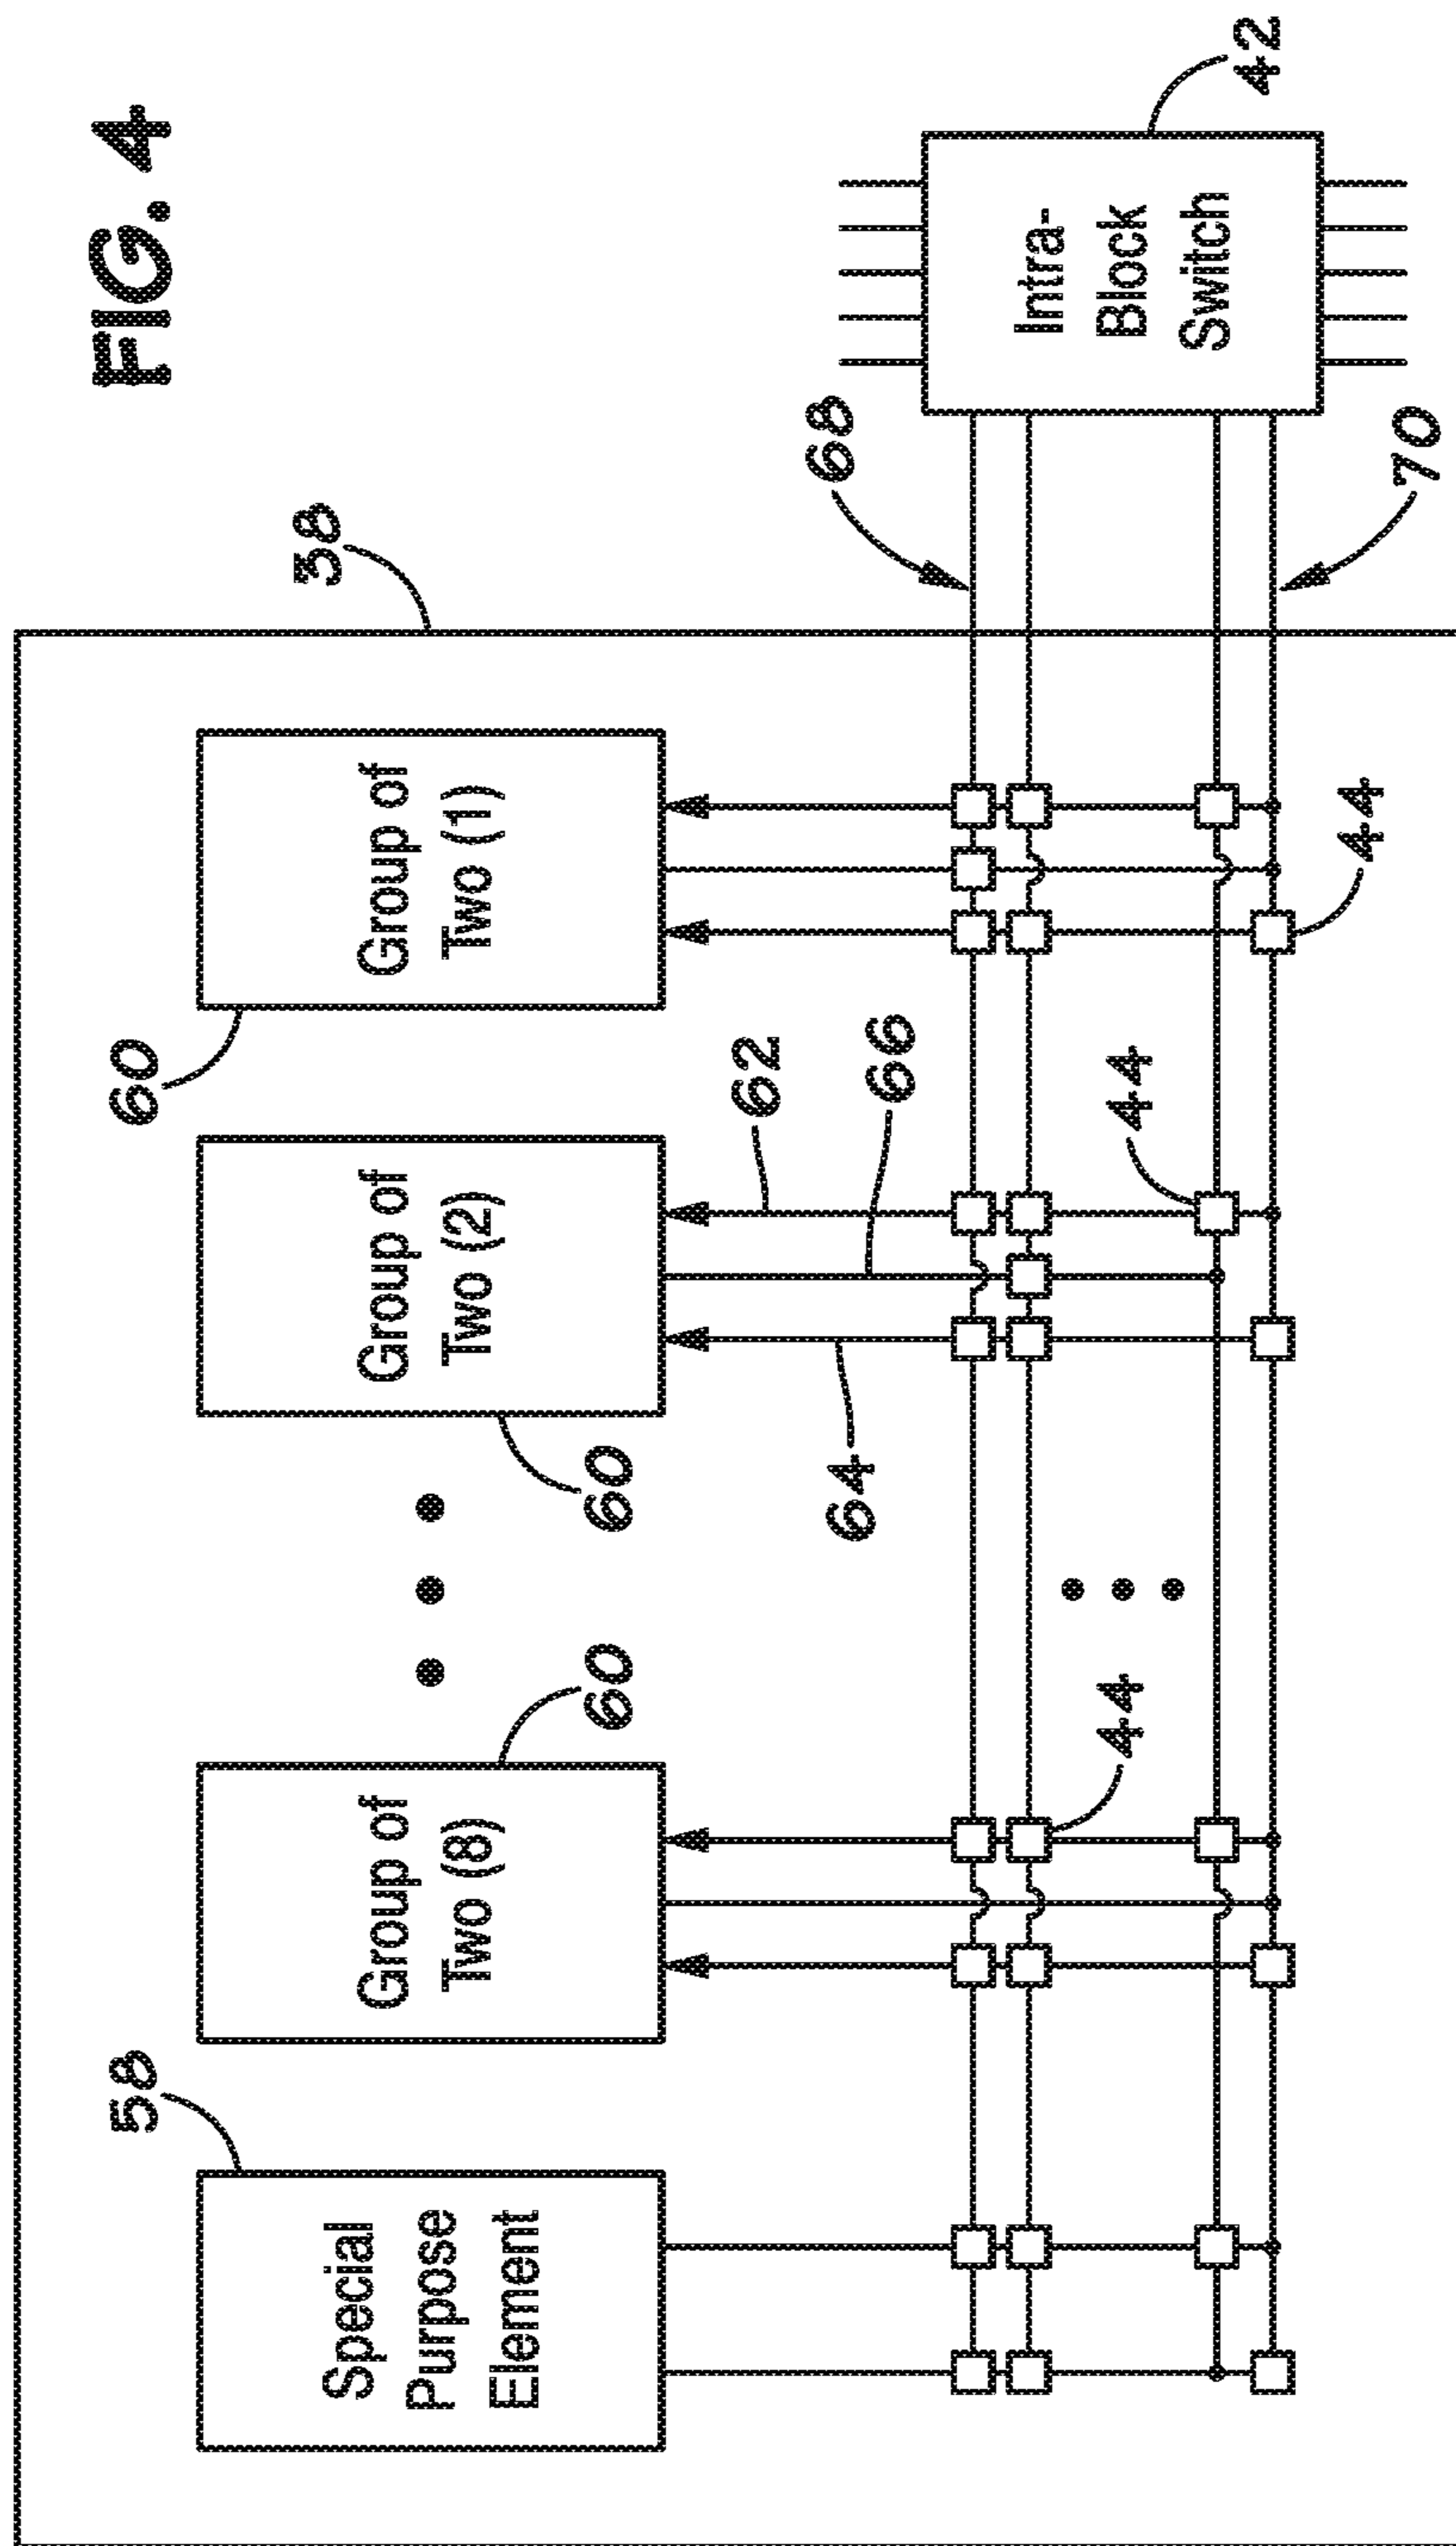 FIG. 4
58
Special
Purpose
Element
60
Group of
Two (8)
60
Group of
Two (2)
60
Group of
Two (1)
38
64
62
66
44
44
44
68
70
Intra-
Block
Switch
42